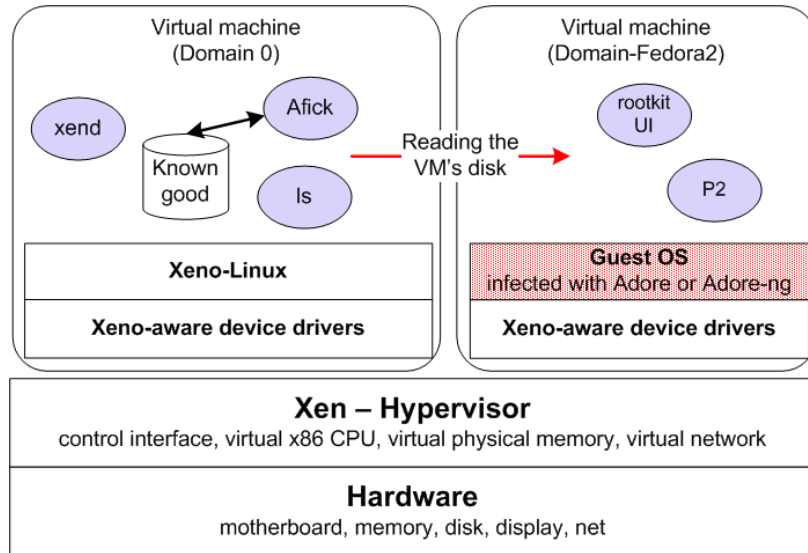 Virtual machine
(Domain 0)
xend
Afick
Known
good
ls
Xeno-Linux
Xeno-aware device drivers
Reading the
VM's disk
Virtual machine
(Domain-Fedora2)
rootkit
UI
P2
Guest OS
infected with Adore or Adore-ng
Xeno-aware device drivers
Xen – Hypervisor
control interface, virtual x86 CPU, virtual physical memory, virtual network
Hardware
motherboard, memory, disk, display, net